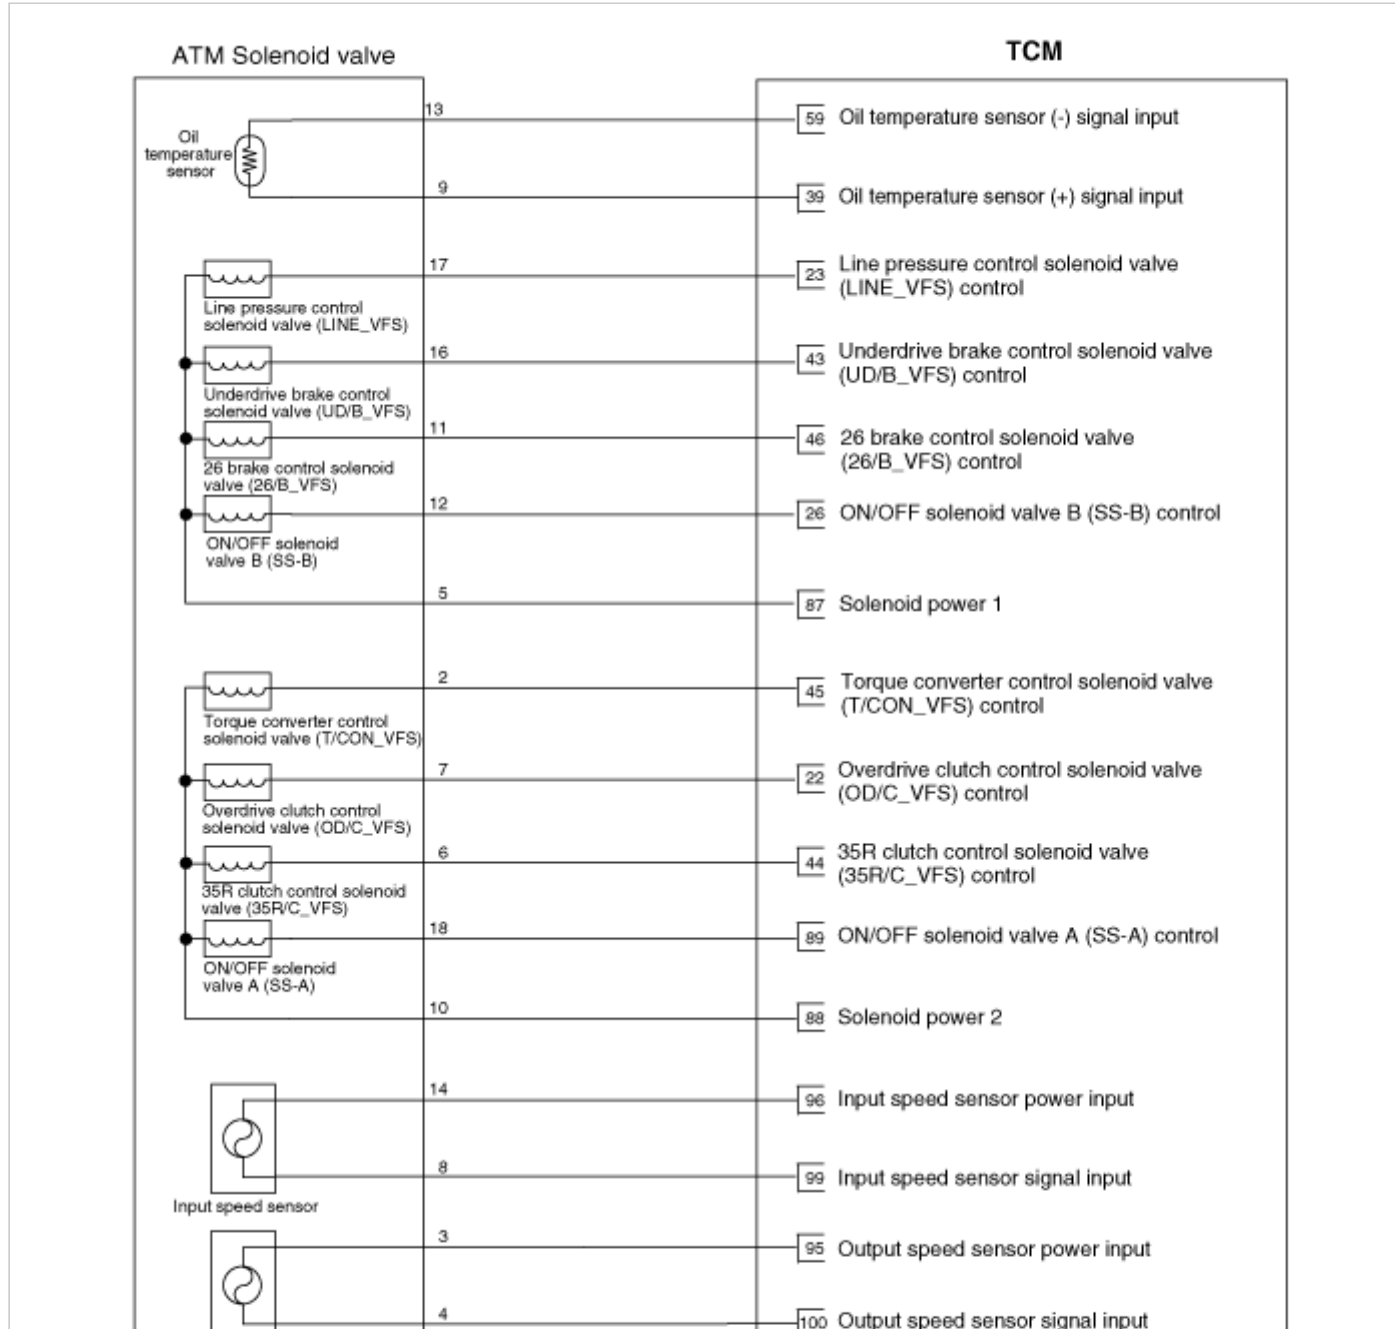 ATM Solenoid valve
TCM
13
59 Oil temperature sensor (-) signal input
Oil
temperature
sensor
9
39 Oil temperature sensor (+) signal input
17
23 Line pressure control solenoid valve
(LINE_VFS) control
Line pressure control
solenoid valve (LINE_VFS)
16
43 Underdrive brake control solenoid valve
(UD/B_VFS) control
Underdrive brake control
solenoid valve (UD/B_VFS)
11
46 26 brake control solenoid valve
(26/B_VFS) control
26 brake control solenoid
valve (26/B_VFS)
12
26 ON/OFF solenoid valve B (SS-B) control
ON/OFF solenoid
valve B (SS-B)
5
87 Solenoid power 1
2
45 Torque converter control solenoid valve
(T/CON_VFS) control
Torque converter control
solenoid valve (T/CON_VFS)
7
22 Overdrive clutch control solenoid valve
(OD/C_VFS) control
Overdrive clutch control
solenoid valve (OD/C_VFS)
6
44 35R clutch control solenoid valve
(35R/C_VFS) control
35R clutch control solenoid
valve (35R/C_VFS)
18
89 ON/OFF solenoid valve A (SS-A) control
ON/OFF solenoid
valve A (SS-A)
10
88 Solenoid power 2
14
96 Input speed sensor power input
8
99 Input speed sensor signal input
Input speed sensor
3
95 Output speed sensor power input
4
100 Output speed sensor signal input